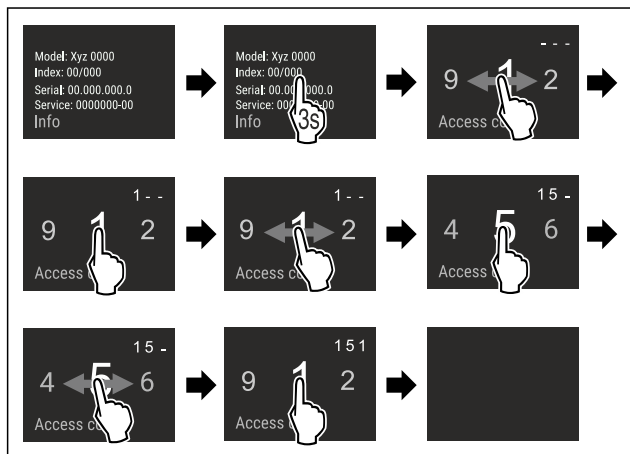 Model: Xyz 0000
Index: 00/000
Serial: 00.000.000.0
Service: 0000000-00
Info
Model: Xyz 0000
Index: 00/000
Serial: 00.000.0
Service: 000 00
Info
3s
- - -
9 1 2
Access
1 - -
9 1 2
Access
1 - -
9 1 2
Access
1 5 -
4 5 6
Access
1 5 -
4 5 6
Access
1 5 1
9 1 2
Access